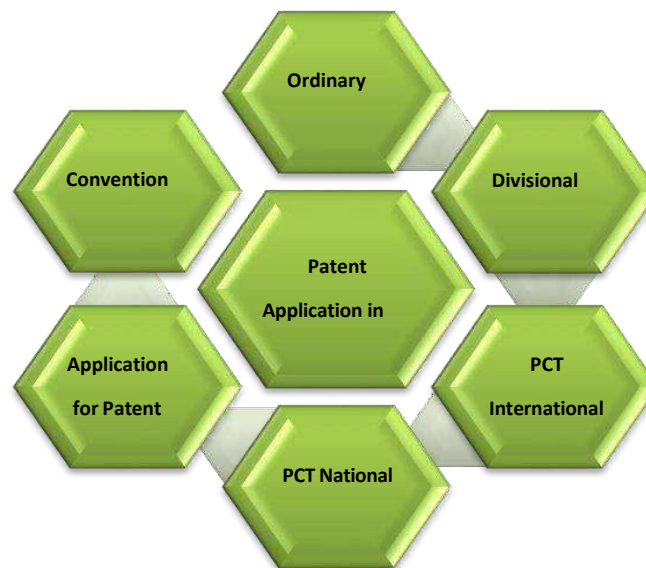 Ordinary
Convention
Divisional
Patent
Application in
Application
for Patent
PCT
International
PCT National